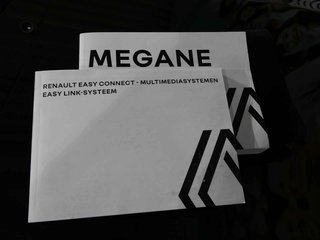 MEGANE
RENAULT EASY CONNECT - MULTIMEDIASYSTEMEN
EASY LINK-SYSTEEM